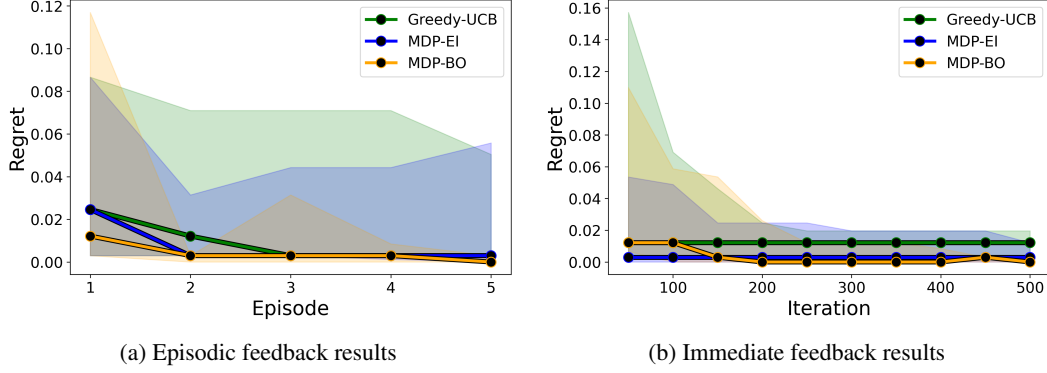 Regret
0.12
0.10
0.08
0.06
0.04
0.02
0.00
Greedy-UCB
MDP-EI
MDP-BO
1
2
3
4
5
Episode
(a) Episodic feedback results
Regret
0.16
0.14
0.12
0.10
0.08
0.06
0.04
0.02
0.00
Greedy-UCB
MDP-EI
MDP-BO
100
200
300
400
500
Iteration
(b) Immediate feedback results